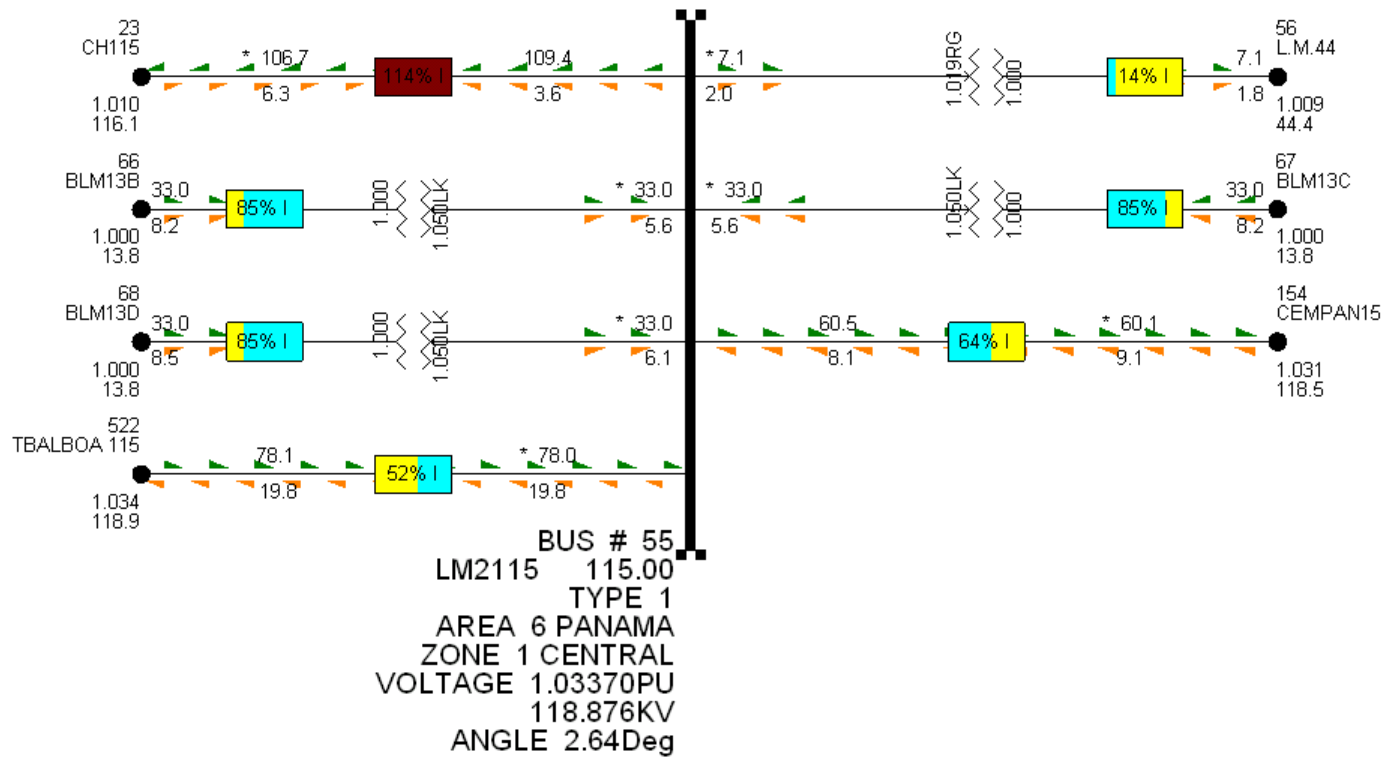 23
CH115
* 106.7
114% I
109.4
6.3
3.6
1.010
116.1
*7.1
2.0
1.019RG
1.000
14% I
7.1
1.8
56
L.M.44
1.009
44.4
66
BLM13B
33.0
85% I
8.2
1.000
1.050LK
* 33.0
5.6
1.000
13.8
* 33.0
5.6
1.050LK
1.000
85% I
33.0
8.2
67
BLM13C
1.000
13.8
68
BLM13D
33.0
85% I
8.5
1.000
1.050LK
* 33.0
6.1
1.000
13.8
60.5
8.1
64% I
* 60.1
9.1
154
CEMPAN15
1.031
118.5
522
TBALBOA 115
78.1
52% I
* 78.0
19.8
19.8
1.034
118.9
BUS # 55
LM2115 115.00
TYPE 1
AREA 6 PANAMA
ZONE 1 CENTRAL
VOLTAGE 1.03370PU
118.876KV
ANGLE 2.64Deg